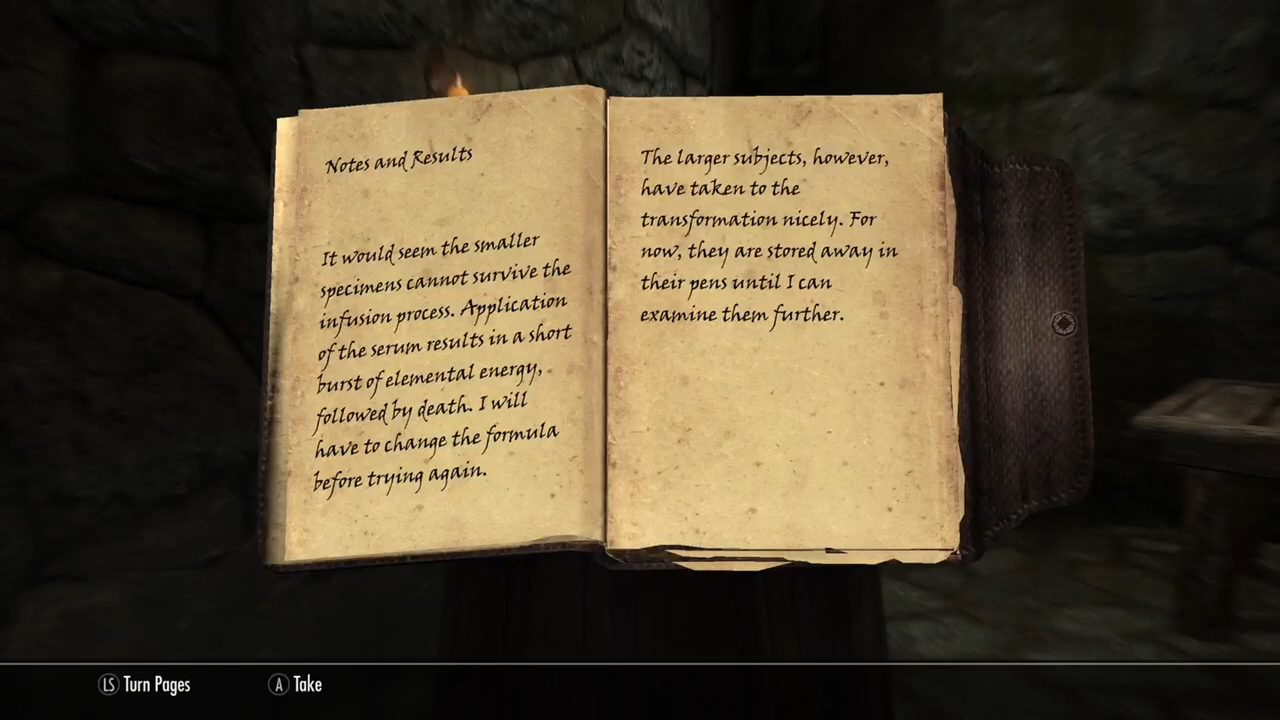 Notes and Results
It would seem the smaller
specimens cannot survive the
infusion process. Application
of the serum results in a short
burst of elemental energy,
followed by death. I will
have to change the formula
before trying again.
The larger subjects, however,
have taken to the
transformation nicely. For
now, they are stored away in
their pens until I can
examine them further.
LS Turn Pages
A Take